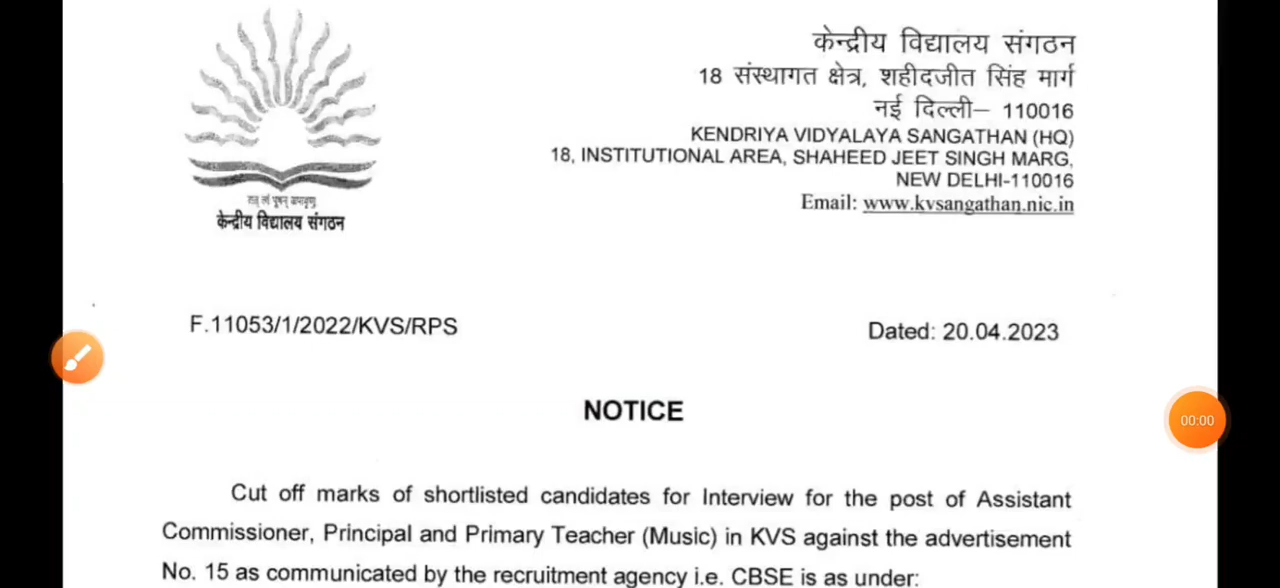 केन्द्रीय विद्यालय संगठन
18 संस्थागत क्षेत्र, शहीदजीत सिंह मार्ग
नई दिल्ली– 110016
KENDRIYA VIDYALAYA SANGATHAN (HQ)
18, INSTITUTIONAL AREA, SHAHEED JEET SINGH MARG,
NEW DELHI-110016
Email: www.kvsangathan.nic.in
तत् त्वं पूषन् अपावृणु
केन्द्रीय विद्यालय संगठन
F.11053/1/2022/KVS/RPS
Dated: 20.04.2023
00:00
NOTICE
Cut off marks of shortlisted candidates for Interview for the post of Assistant
Commissioner, Principal and Primary Teacher (Music) in KVS against the advertisement
No. 15 as communicated by the recruitment agency i.e. CBSE is as under: